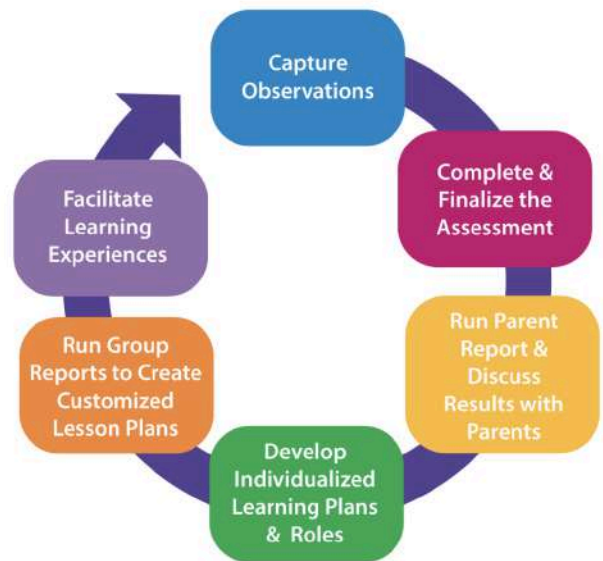 Capture
Observations
Complete &
Finalize the
Assessment
Run Parent
Report &
Discuss
Results with
Parents
Develop
Individualized
Learning Plans
& Roles
Run Group
Reports to Create
Customized
Lesson Plans
Facilitate
Learning
Experiences